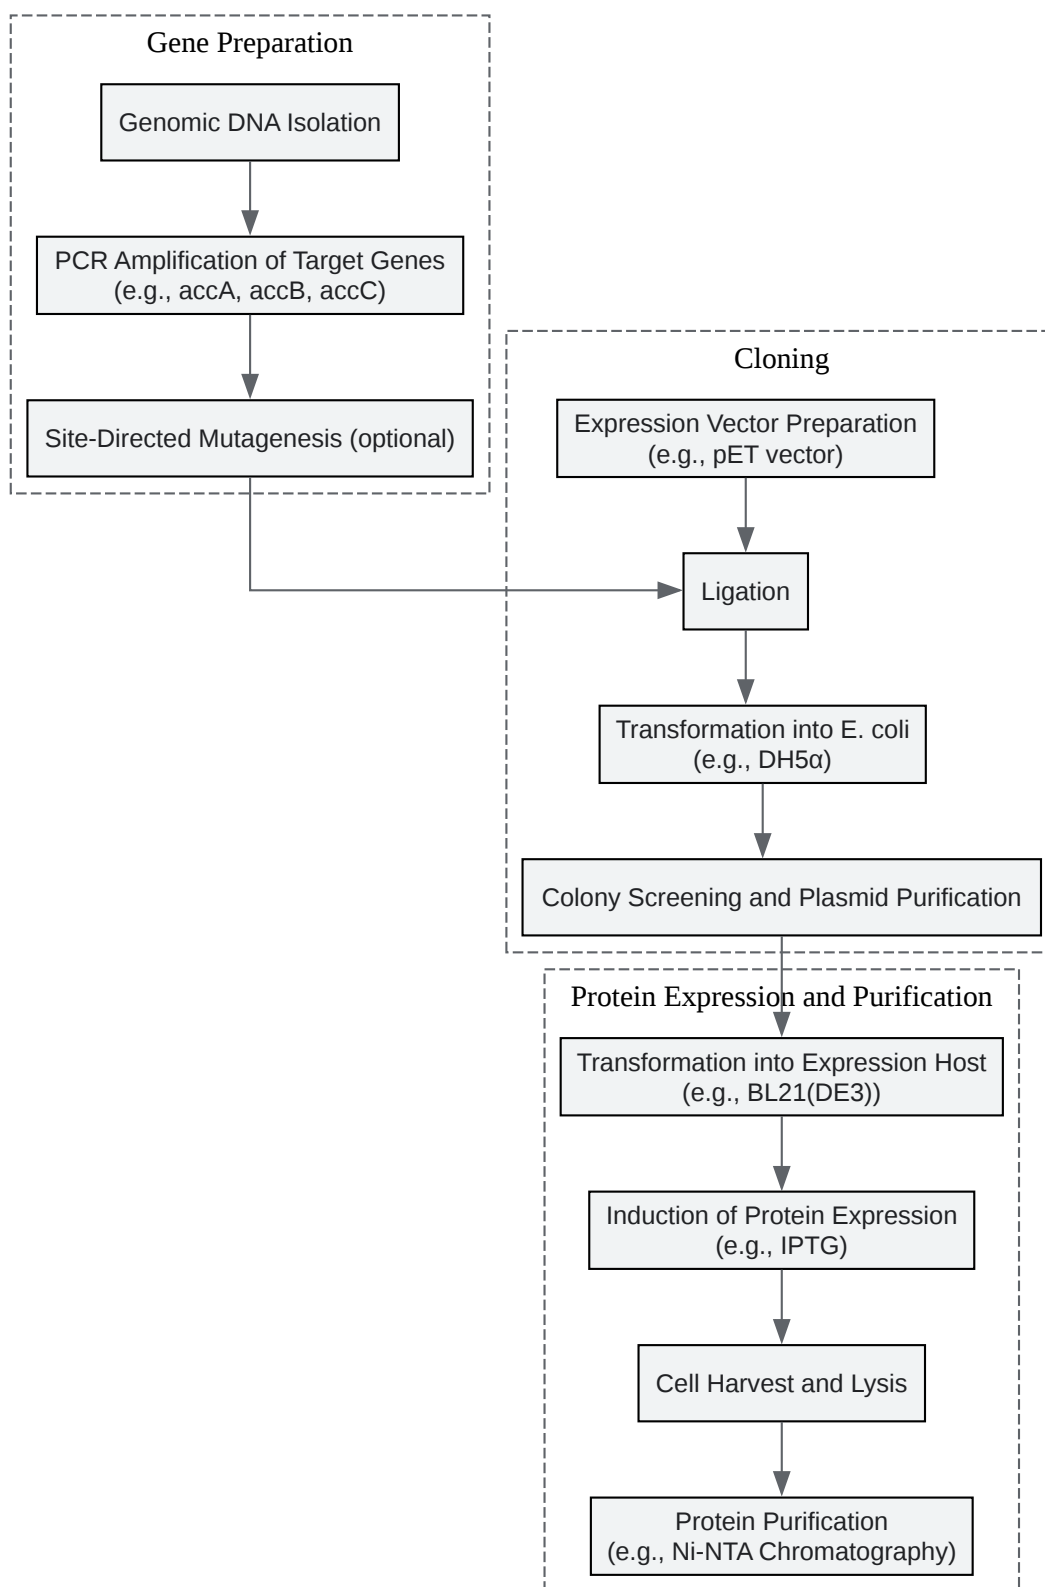 Gene Preparation
Genomic DNA Isolation
PCR Amplification of Target Genes
(e.g., accA, accB, accC)
Site-Directed Mutagenesis (optional)
Cloning
Expression Vector Preparation
(e.g., pET vector)
Ligation
Transformation into E. coli
(e.g., DH5α)
Colony Screening and Plasmid Purification
Protein Expression and Purification
Transformation into Expression Host
(e.g., BL21(DE3))
Induction of Protein Expression
(e.g., IPTG)
Cell Harvest and Lysis
Protein Purification
(e.g., Ni-NTA Chromatography)